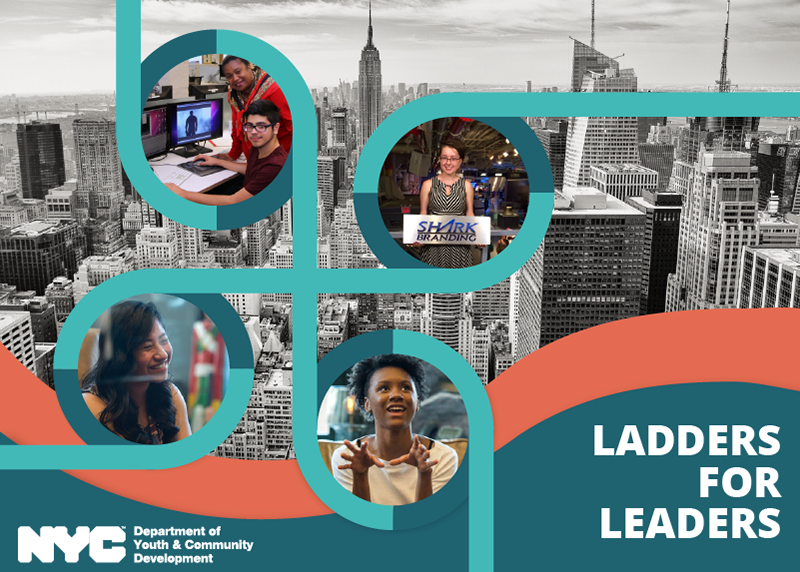 SHARK
BRANDING
LADDERS
FOR
LEADERS
NYC
Department of
Youth & Community
Development